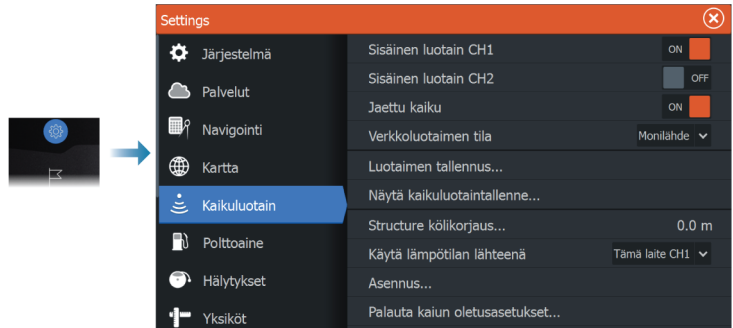 Settings
Järjestelmä
Palvelut
Navigointi
Kartta
Kaikuluotain
Polttoaine
Hälytykset
Yksiköt
Sisäinen luotain CH1 ON
Sisäinen luotain CH2 OFF
Jaettu kaiku ON
Verkkoluotaimen tila Monilähde
Luotaimen tallennus...
Näytä kaikuluotaintallenne...
Structure kölikorjaus... 0.0 m
Käytä lämpötilan lähteenä Tämä laite CH1
Asennus...
Palauta kaiun oletusasetukset...